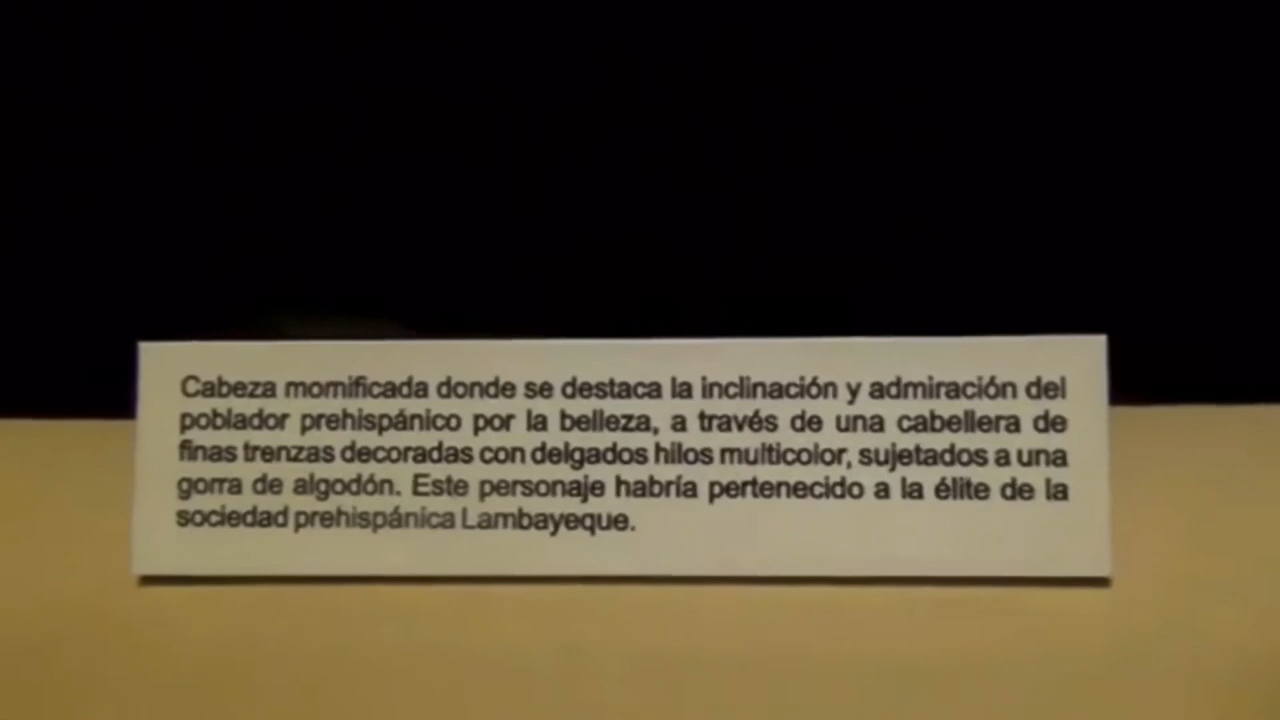 Cabeza momificada donde se destaca la inclinación y admiración del
poblador prehispánico por la belleza, a través de una cabellera de
finas trenzas decoradas con delgados hilos multicolor, sujetados a una
gorra de algodón. Este personaje habría pertenecido a la élite de la
sociedad prehispánica Lambayeque.